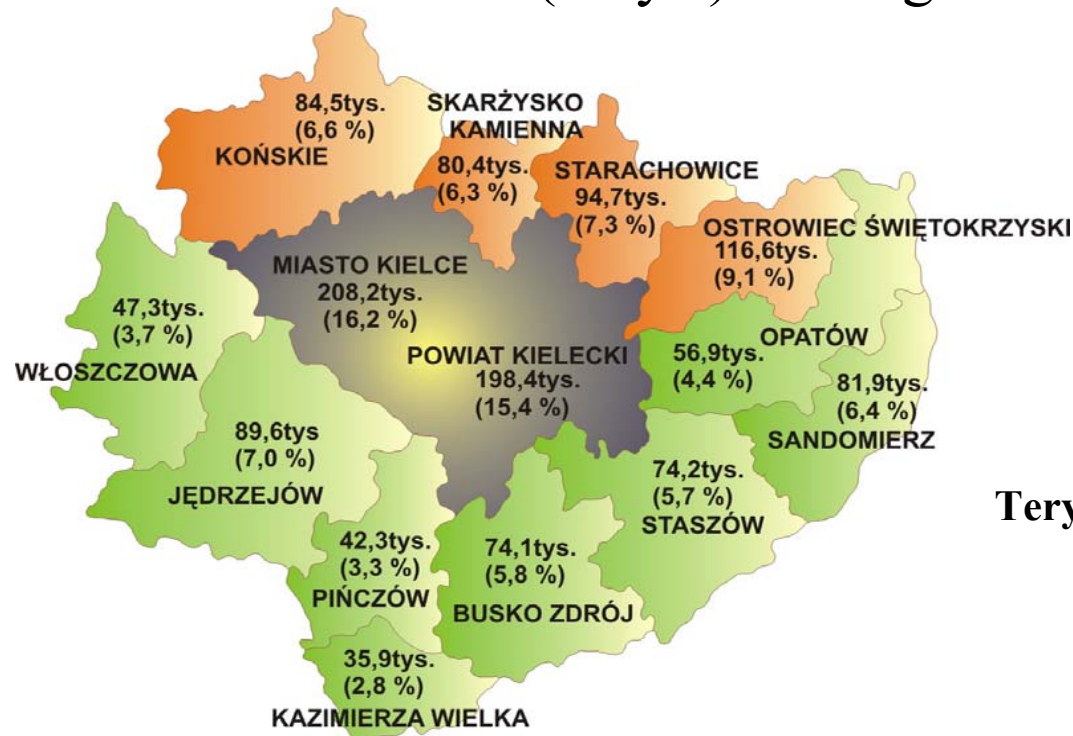 84,5tys.
(6,6 %)
KOŃSKIE
SKARŻYSKO
KAMIENNA
80,4tys.
(6,3 %)
STARACHOWICE
94,7tys.
(7,3 %)
OSTROWIEC ŚWIĘTOKRZYSKI
116,6tys.
(9,1 %)
MIASTO KIELCE
208,2tys.
(16,2 %)
47,3tys.
(3,7 %)
WŁOSZCZOWA
POWIAT KIELECKI
198,4tys.
(15,4 %)
OPATÓW
56,9tys.
(4,4 %)
81,9tys.
(6,4 %)
SANDOMIERZ
89,6tys
(7,0 %)
JĘDRZEJÓW
74,2tys.
(5,7 %)
STASZÓW
Tery
42,3tys.
(3,3 %)
PIŃCZÓW
74,1tys.
(5,8 %)
BUSKO ZDRÓJ
35,9tys.
(2,8 %)
KAZIMIERZA WIELKA